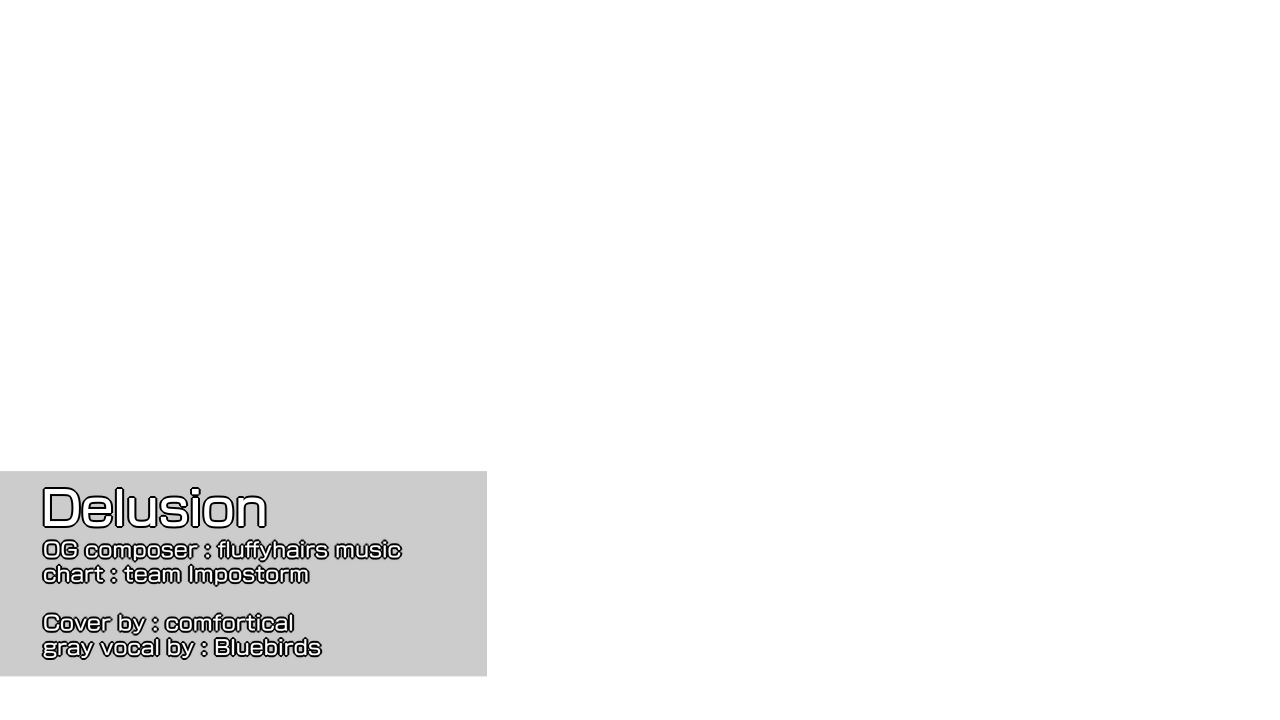 Delusion
OG composer : fluffyhairs music
chart : team Impostorm
Cover by : comfortical
gray vocal by : Bluebirds